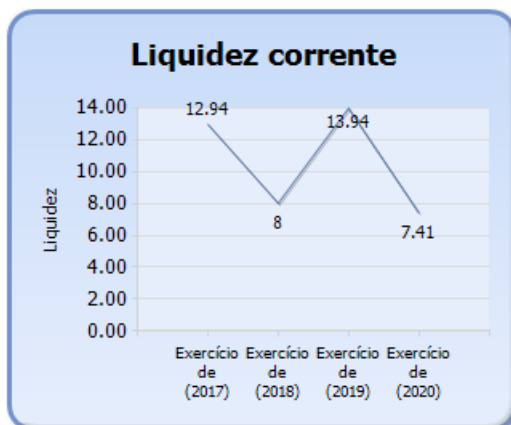 Liquidez corrente
14.00
12.00
10.00
8.00
6.00
4.00
2.00
0.00
Liquidez
12.94
8
13.94
7.41
Exercício de (2017)
Exercício de (2018)
Exercício de (2019)
Exercício de (2020)